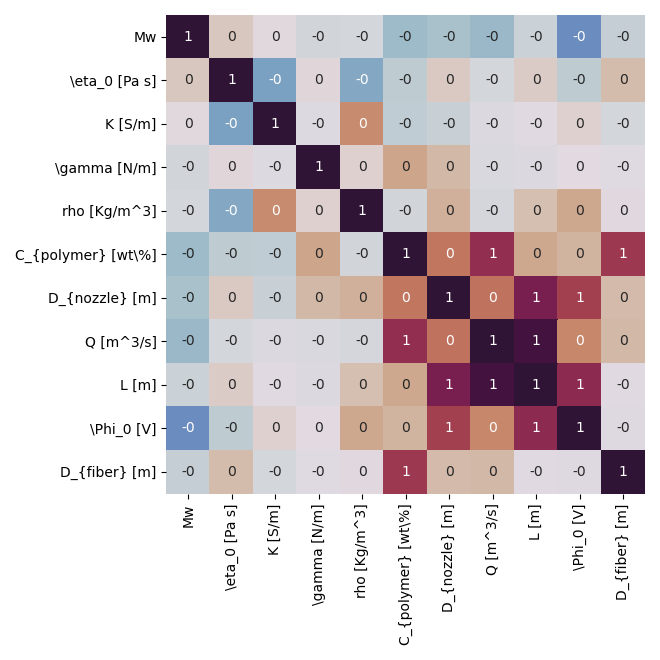 Mw 1 0 0 -0 -0 -0 -0 -0 -0 -0 -0
\eta_0 [Pa s] 0 1 -0 0 -0 -0 0 -0 0 -0 0
K [S/m] 0 -0 1 -0 0 -0 -0 -0 -0 0 -0
\gamma [N/m] -0 0 -0 1 0 0 0 -0 -0 0 -0
rho [Kg/m^3] -0 -0 0 0 1 -0 0 -0 0 0 0
C_{polymer} [wt\%] -0 -0 -0 0 -0 1 0 1 0 0 1
D_{nozzle} [m] -0 0 -0 0 0 0 1 0 1 1 0
Q [m^3/s] -0 -0 -0 -0 -0 1 0 1 1 0 0
L [m] -0 0 -0 -0 0 0 1 1 1 1 -0
\Phi_0 [V] -0 -0 0 0 0 0 1 0 1 1 -0
D_{fiber} [m] -0 0 -0 -0 0 1 0 0 -0 -0 1
Mw
\eta_0 [Pa s]
K [S/m]
\gamma [N/m]
rho [Kg/m^3]
C_{polymer} [wt\%]
D_{nozzle} [m]
Q [m^3/s]
L [m]
\Phi_0 [V]
D_{fiber} [m]